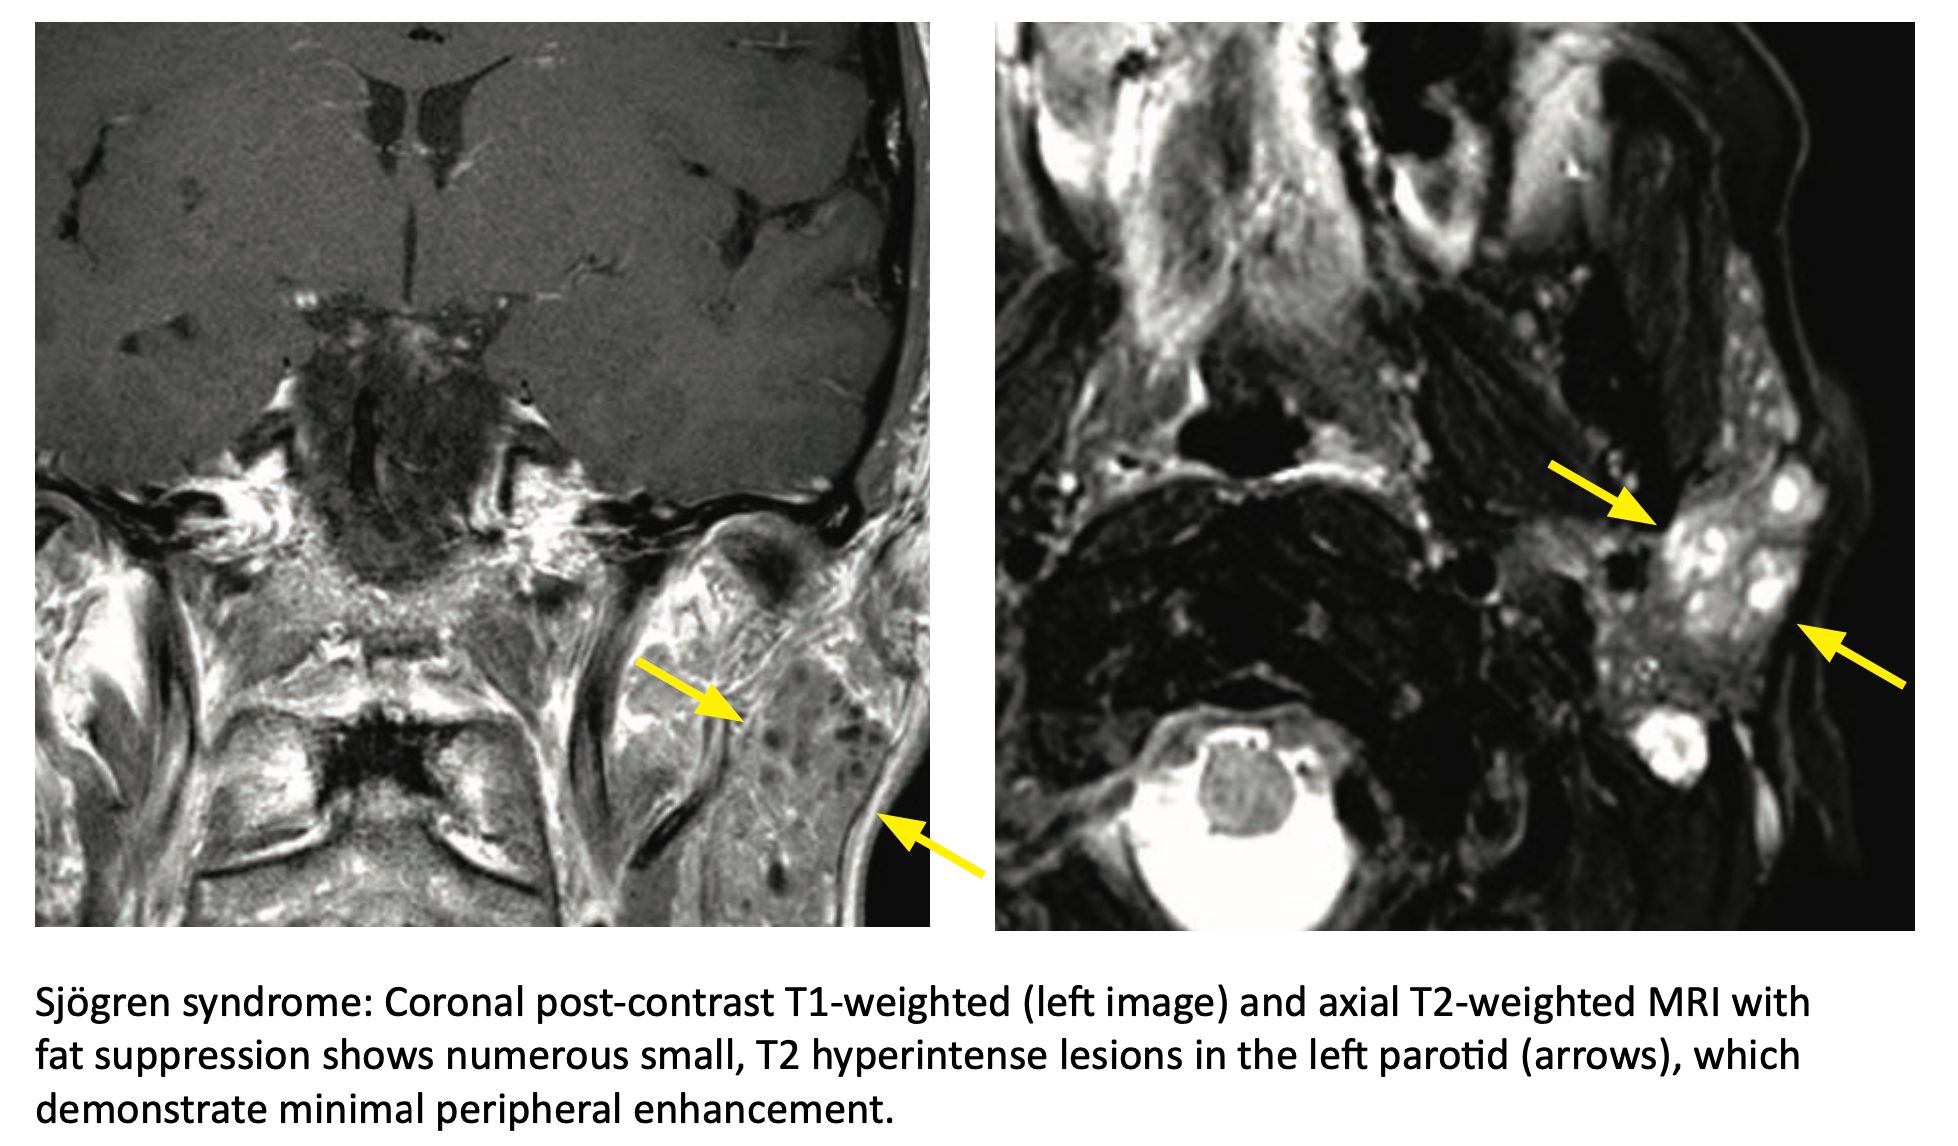 Sjögren syndrome: Coronal post-contrast T1-weighted (left image) and axial T2-weighted MRI with
fat suppression shows numerous small, T2 hyperintense lesions in the left parotid (arrows), which
demonstrate minimal peripheral enhancement.